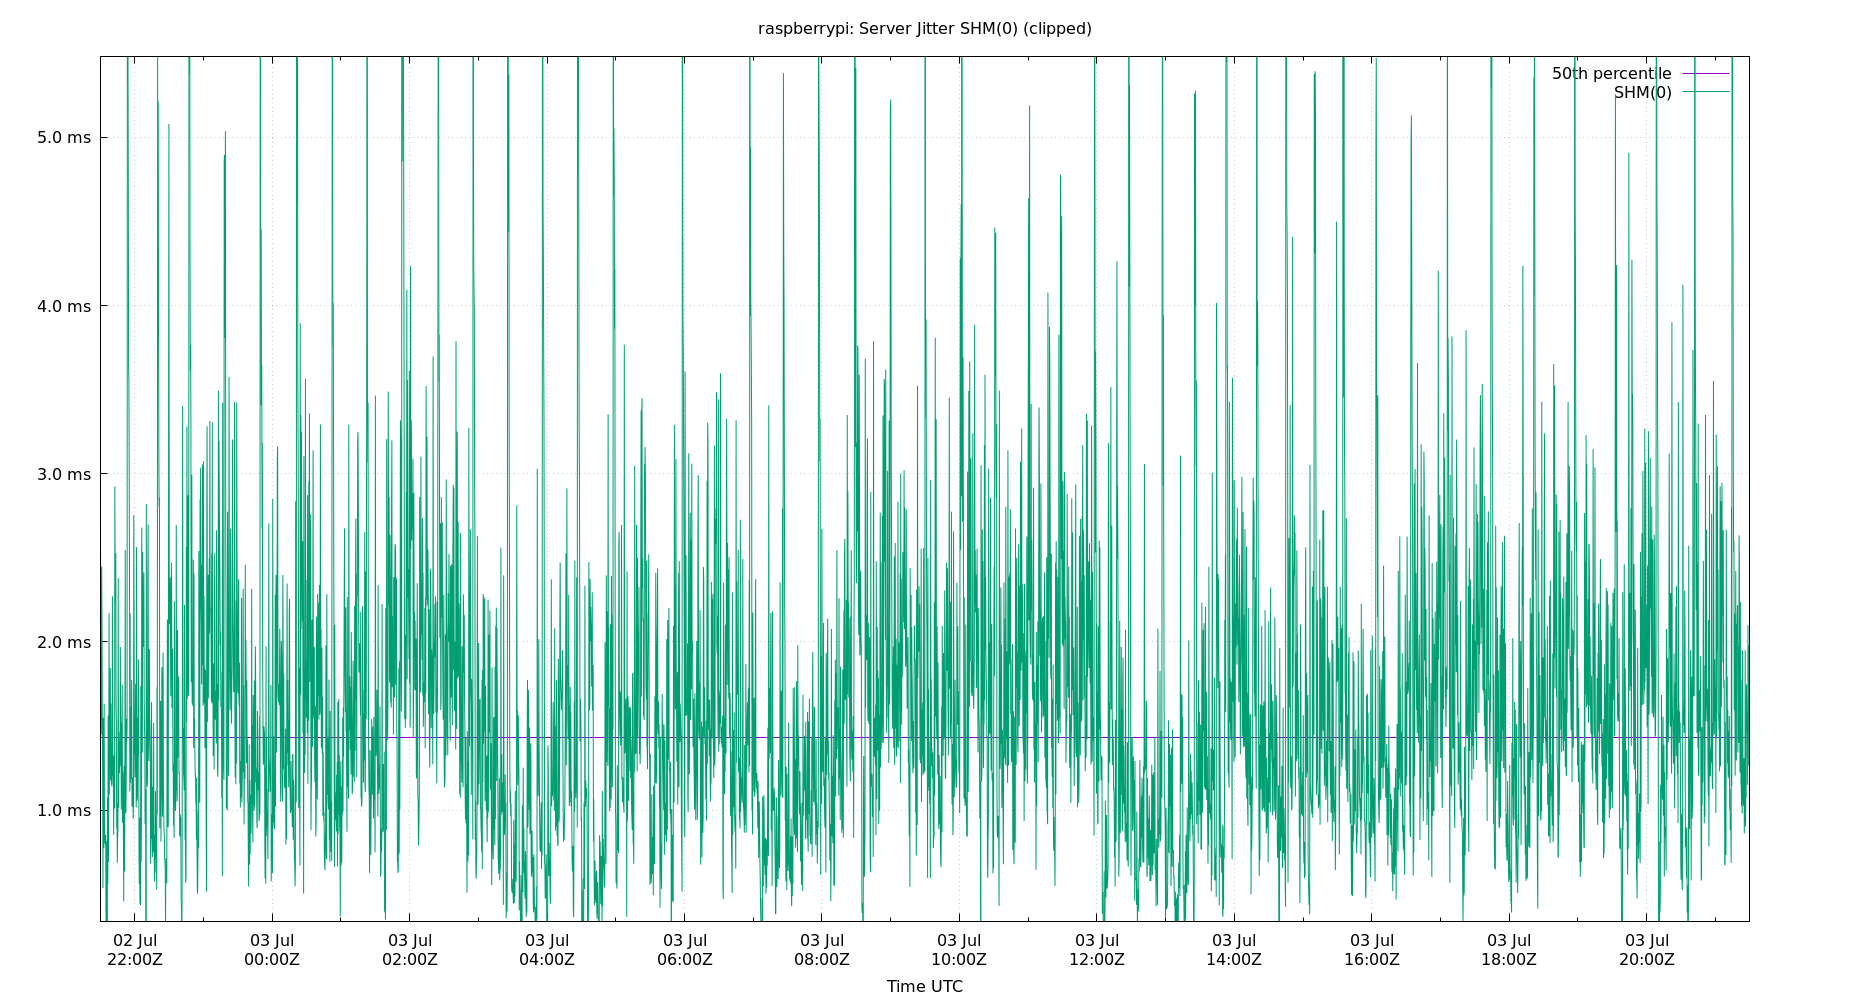 raspberrypi: Server Jitter SHM(0) (clipped)
50th percentile
SHM(0)
5.0 ms
4.0 ms
3.0 ms
2.0 ms
1.0 ms
02 Jul 03 Jul 03 Jul 03 Jul 03 Jul 03 Jul 03 Jul 03 Jul 03 Jul 03 Jul 03 Jul 03 Jul
22:00Z 00:00Z 02:00Z 04:00Z 06:00Z 08:00Z 10:00Z 12:00Z 14:00Z 16:00Z 18:00Z 20:00Z
Time UTC